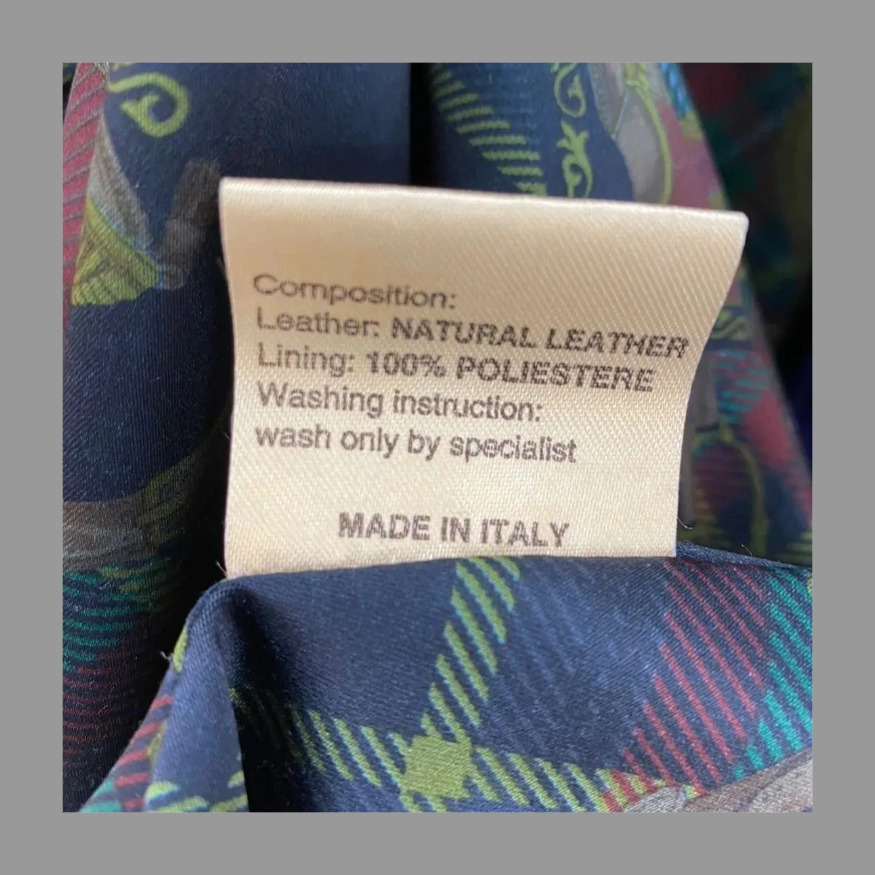 Composition:
Leather: NATURAL LEATHER
Lining: 100% POLIESTERE
Washing instruction:
wash only by specialist
MADE IN ITALY